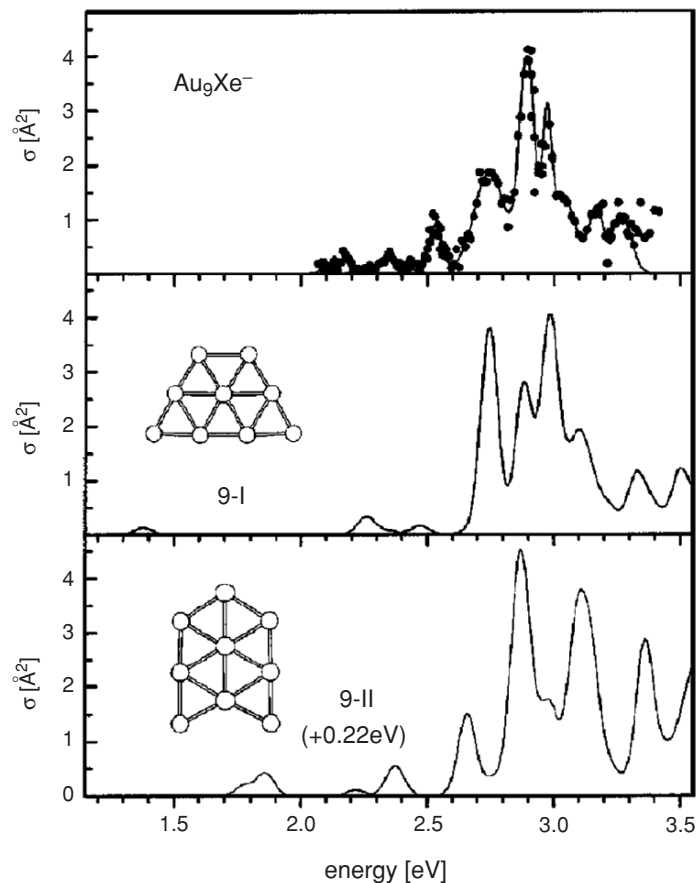 4
3
2
1
σ [Å²]
Au₉Xe⁻
4
3
2
1
σ [Å²]
9-I
4
3
2
1
0
σ [Å²]
9-II
(+0.22eV)
1.5 2.0 2.5 3.0 3.5
energy [eV]